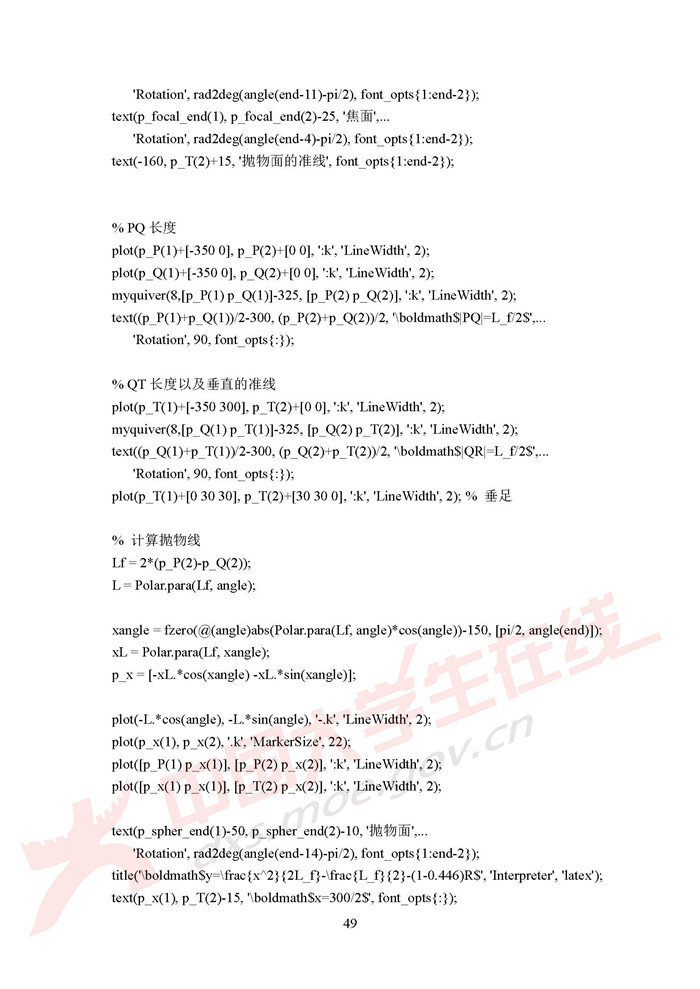 'Rotation', rad2deg(angle(end-11)-pi/2), font_opts{1:end-2});
text(p_focal_end(1), p_focal_end(2)-25, '焦面',...
'Rotation', rad2deg(angle(end-4)-pi/2), font_opts{1:end-2});
text(-160, p_T(2)+15, '抛物面的准线', font_opts{1:end-2});
% PQ 长度
plot(p_P(1)+[-350 0], p_P(2)+[0 0], ':k', 'LineWidth', 2);
plot(p_Q(1)+[-350 0], p_Q(2)+[0 0], ':k', 'LineWidth', 2);
myquiver(8,[p_P(1) p_Q(1)]-325, [p_P(2) p_Q(2)], ':k', 'LineWidth', 2);
text((p_P(1)+p_Q(1))/2-300, (p_P(2)+p_Q(2))/2, '\boldmath$|PQ|=L_f/2$',...
'Rotation', 90, font_opts{:});
% QT 长度以及垂直的准线
plot(p_T(1)+[-350 300], p_T(2)+[0 0], ':k', 'LineWidth', 2);
myquiver(8,[p_Q(1) p_T(1)]-325, [p_Q(2) p_T(2)], ':k', 'LineWidth', 2);
text((p_Q(1)+p_T(1))/2-300, (p_Q(2)+p_T(2))/2, '\boldmath$|QR|=L_f/2$',...
'Rotation', 90, font_opts{:});
plot(p_T(1)+[0 30 30], p_T(2)+[30 30 0], ':k', 'LineWidth', 2); % 垂足
% 计算抛物线
Lf = 2*(p_P(2)-p_Q(2));
L = Polar.para(Lf, angle);
xangle = fzero(@(angle)abs(Polar.para(Lf, angle)*cos(angle))-150, [pi/2, angle(end)]);
xL = Polar.para(Lf, xangle);
p_x = [-xL.*cos(xangle) -xL.*sin(xangle)];
plot(-L.*cos(angle), -L.*sin(angle), '-.k', 'LineWidth', 2);
plot(p_x(1), p_x(2), '.k', 'MarkerSize', 22);
plot([p_P(1) p_x(1)], [p_P(2) p_x(2)], ':k', 'LineWidth', 2);
plot([p_x(1) p_x(1)], [p_T(2) p_x(2)], ':k', 'LineWidth', 2);
text(p_spher_end(1)-50, p_spher_end(2)-10, '抛物面',...
'Rotation', rad2deg(angle(end-14)-pi/2), font_opts{1:end-2});
title('\boldmath$y=\frac{x^2}{2L_f}-\frac{L_f}{2}-(1-0.446)R$', 'Interpreter', 'latex');
text(p_x(1), p_T(2)-15, '\boldmath$x=300/2$', font_opts{:});
49
中国大学生在线
dxs.moe.gov.cn